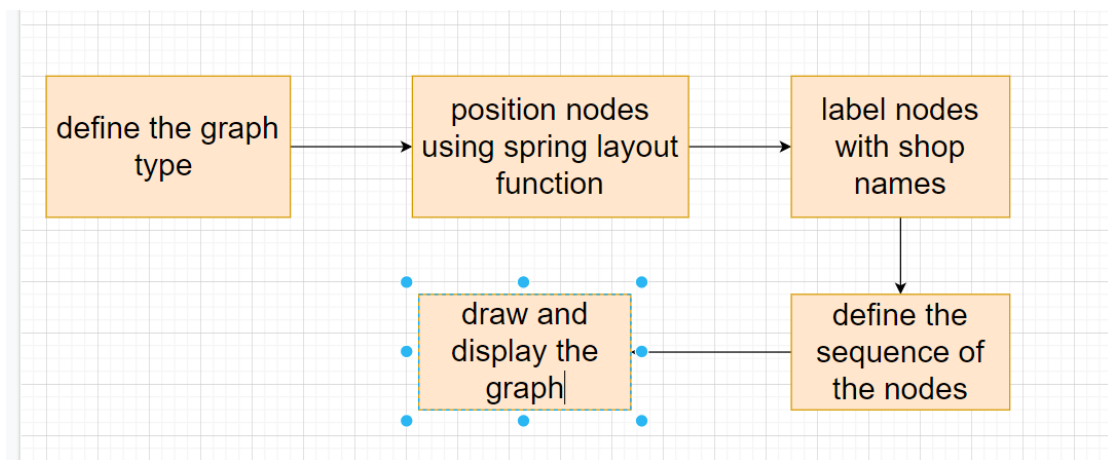 define the graph
type
position nodes
using spring layout
function
label nodes
with shop
names
define the
sequence of
the nodes
draw and
display the
graph